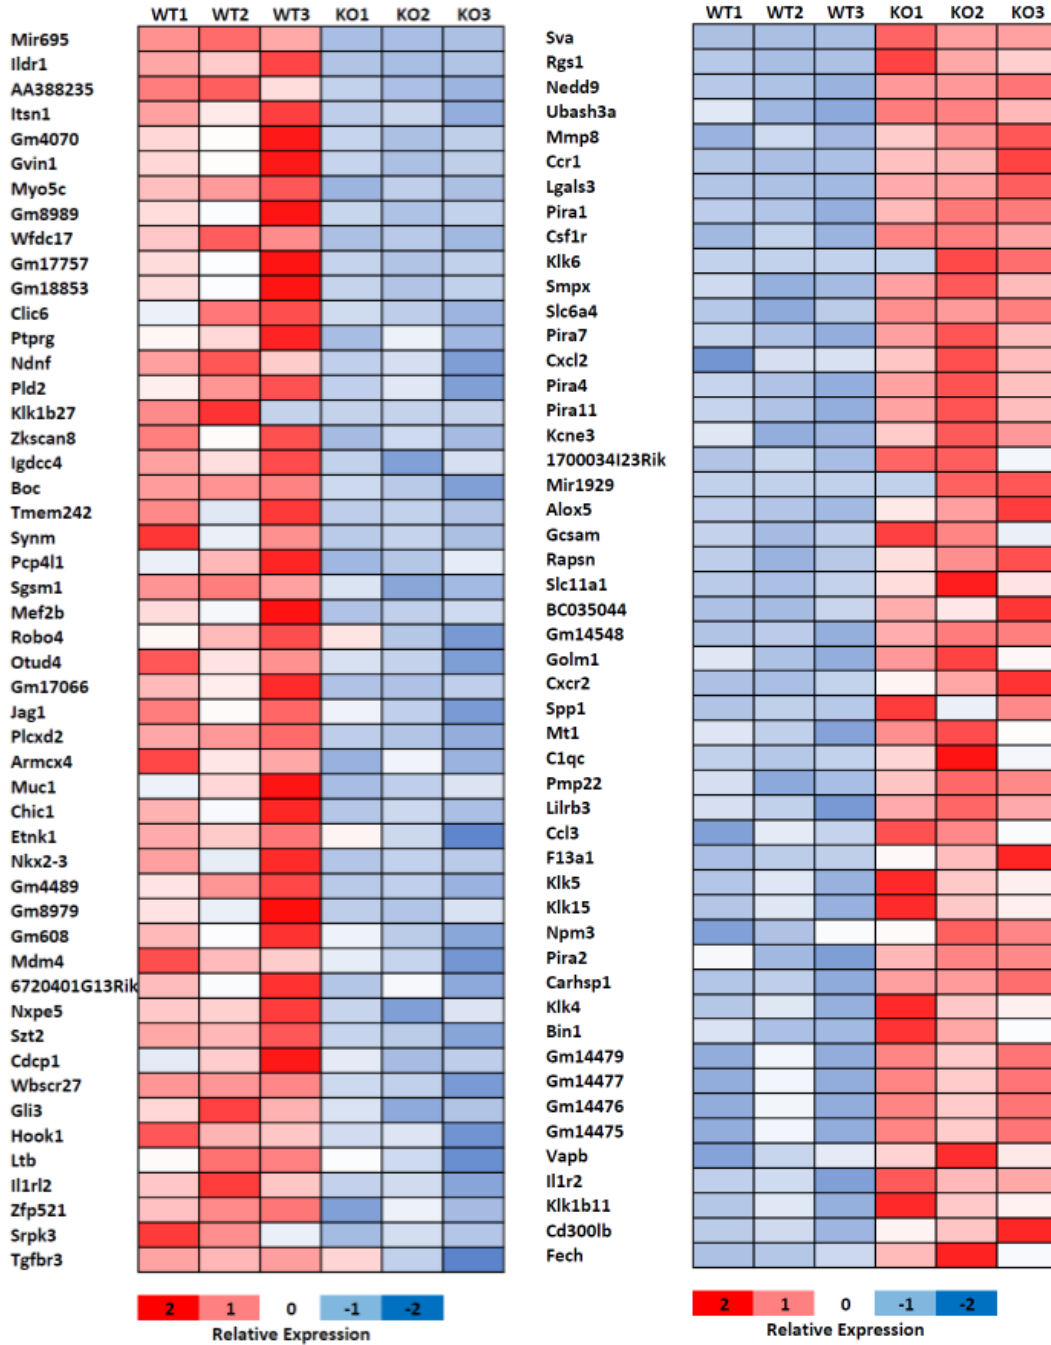 WT1 WT2 WT3 KO1 KO2 KO3
Mir695
Ildr1
AA388235
Itsn1
Gm4070
Gvin1
Myo5c
Gm8989
Wfdc17
Gm17757
Gm18853
Clic6
Ptprg
Ndnf
Pld2
Klk1b27
Zkscan8
Igdcc4
Boc
Tmem242
Synm
Pcp4l1
Sgsm1
Mef2b
Robo4
Otud4
Gm17066
Jag1
Plcxd2
Armcx4
Muc1
Chic1
Etnk1
Nkx2-3
Gm4489
Gm8979
Gm608
Mdm4
6720401G13Rik
Nxpe5
Szt2
Cdcp1
Wbscr27
Gli3
Hook1
Ltb
Il1rl2
Zfp521
Srpk3
Tgfbr3
2 1 0 -1 -2
Relative Expression
WT1 WT2 WT3 KO1 KO2 KO3
Sva
Rgs1
Nedd9
Ubash3a
Mmp8
Ccr1
Lgals3
Pira1
Csf1r
Klk6
Smpx
Slc6a4
Pira7
Cxcl2
Pira4
Pira11
Kcne3
1700034I23Rik
Mir1929
Alox5
Gcsam
Rapsn
Slc11a1
BC035044
Gm14548
Golm1
Cxcr2
Spp1
Mt1
C1qc
Pmp22
Lilrb3
Ccl3
F13a1
Klk5
Klk15
Npm3
Pira2
Carhsp1
Klk4
Bin1
Gm14479
Gm14477
Gm14476
Gm14475
Vapb
Il1r2
Klk1b11
Cd300lb
Fech
2 1 0 -1 -2
Relative Expression